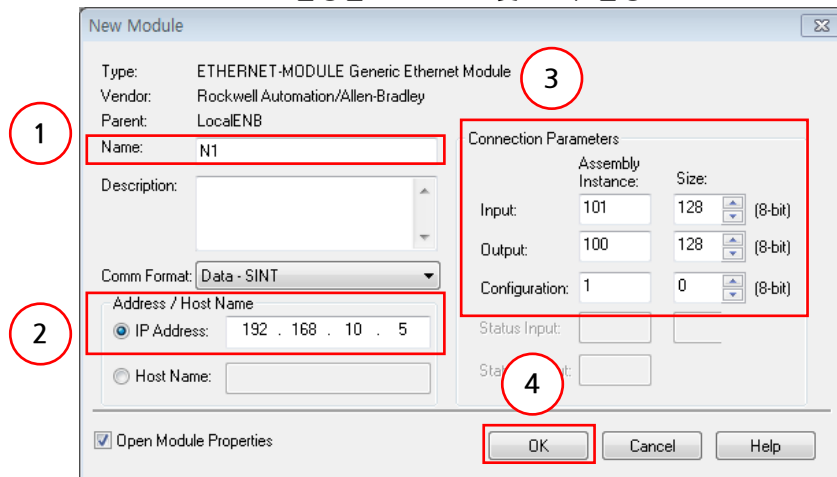 New Module
Type: ETHERNET-MODULE Generic Ethernet Module
Vendor: Rockwell Automation/Allen-Bradley
Parent: LocalENB
Name: N1
Description:
Comm Format: Data - SINT
Address / Host Name
IP Address: 192 . 168 . 10 . 5
Host Name:
Connection Parameters
Assembly
Instance: Size:
Input: 101 128 (8-bit)
Output: 100 128 (8-bit)
Configuration: 1 0 (8-bit)
Status Input:
Open Module Properties
OK Cancel Help
1
2
3
4